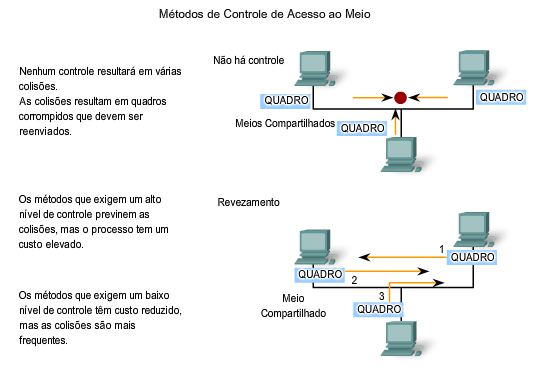 Métodos de Controle de Acesso ao Meio
Nenhum controle resultará em várias
colisões.
As colisões resultam em quadros
corrompidos que devem ser
reenviados.
Não há controle
QUADRO
QUADRO
Meios Compartilhados
QUADRO
Os métodos que exigem um alto
nível de controle previnem as
colisões, mas o processo tem um
custo elevado.
Os métodos que exigem um baixo
nível de controle têm custo reduzido,
mas as colisões são mais
frequentes.
Revezamento
1
QUADRO
QUADRO
2
3
Meio
Compartilhado
QUADRO